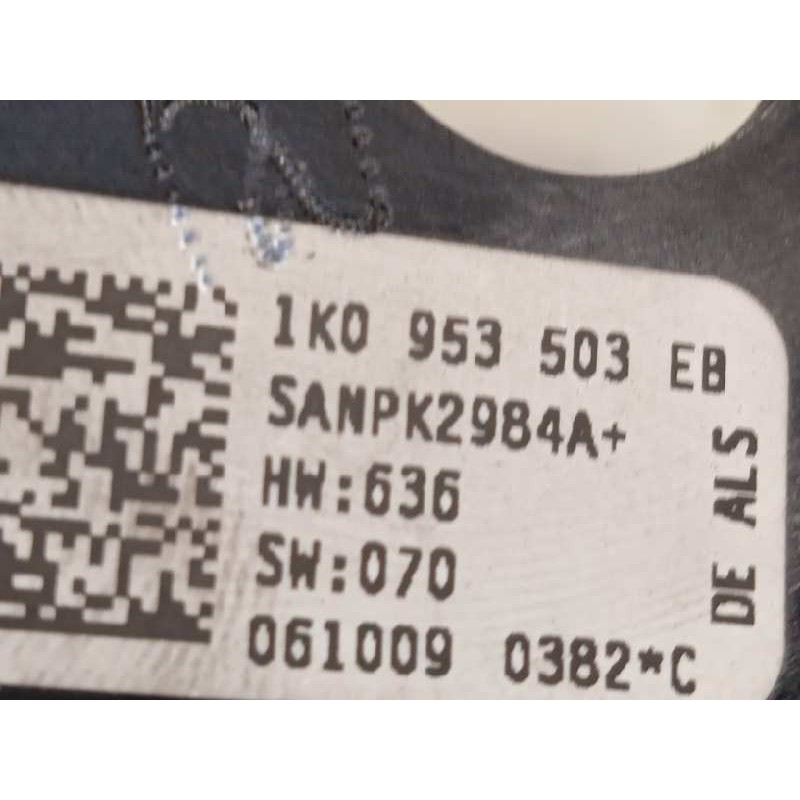 1K0 953 503 EB
SANPK2984A+
HW:636
SW:070
061009 0382*C
DE ALS